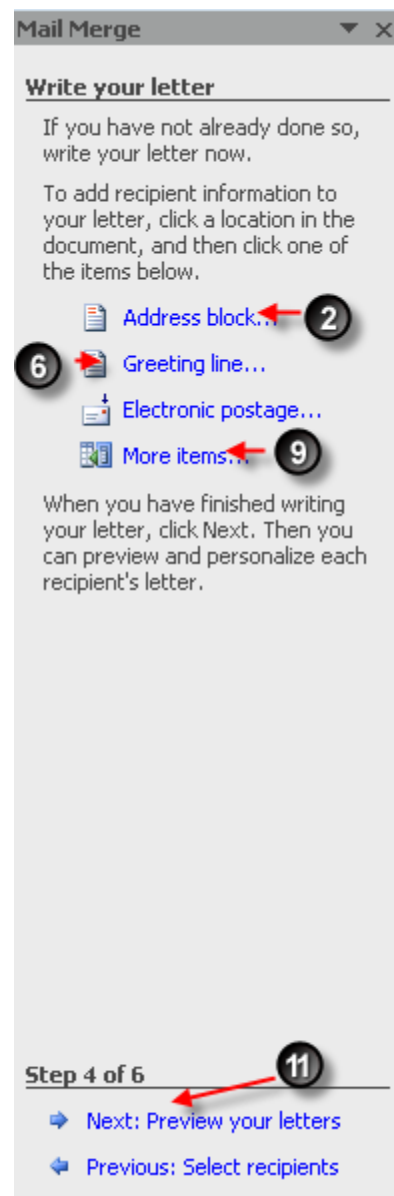 Mail Merge
Write your letter
If you have not already done so,
write your letter now.
To add recipient information to
your letter, click a location in the
document, and then click one of
the items below.
Address block... 2
6 Greeting line...
Electronic postage...
More items... 9
When you have finished writing
your letter, click Next. Then you
can preview and personalize each
recipient's letter.
Step 4 of 6 11
Next: Preview your letters
Previous: Select recipients